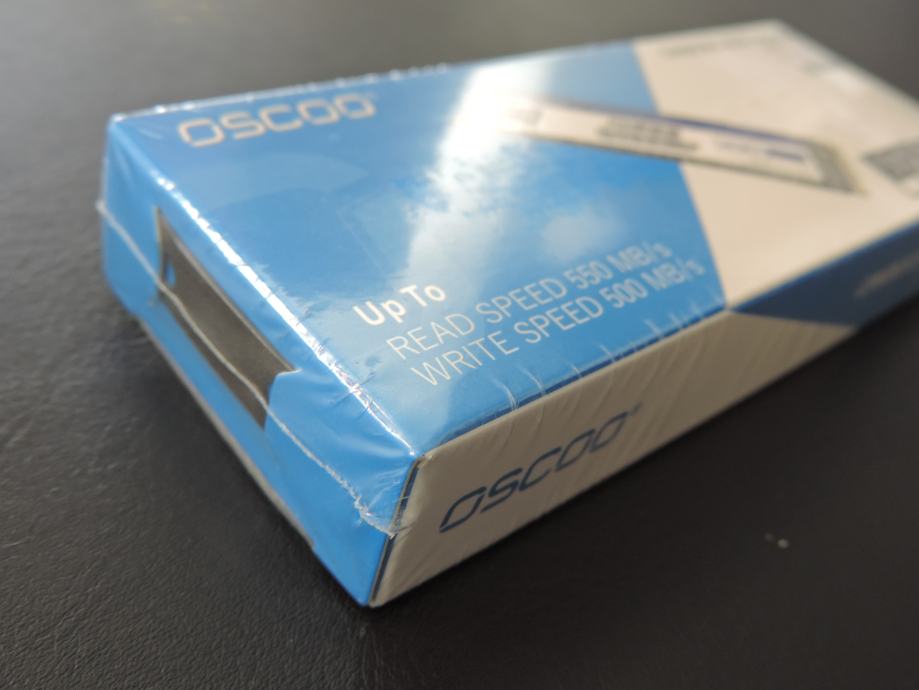 OSCOO
Up To
READ SPEED 550 MB/s
WRITE SPEED 500 MB/s
OSCOO